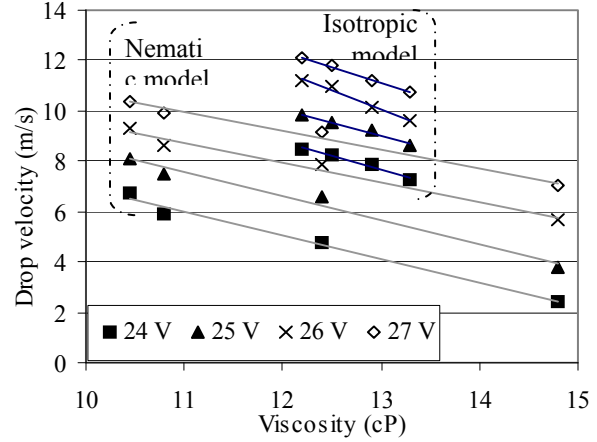 14
12
10
8
6
4
2
0
Drop velocity (m/s)
Nemati
c model
Isotropic
model
24 V 25 V 26 V 27 V
10 11 12 13 14 15
Viscosity (cP)